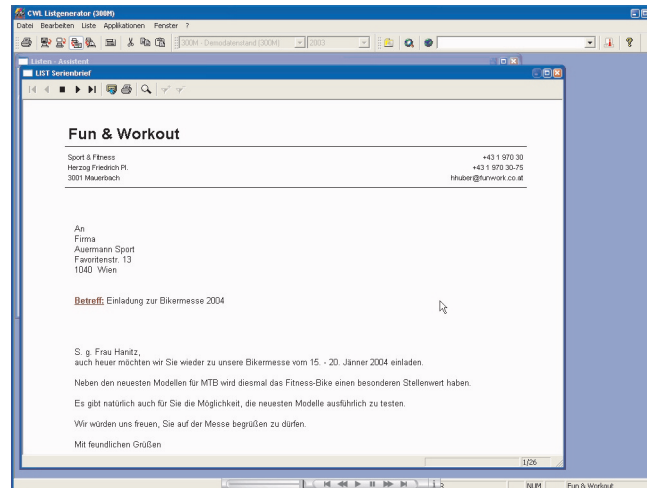 CWL Listgenerator (300M)
Datei Bearbeiten Liste Applikationen Fenster ?
300M - Demodatenstand (300M) 2003
Listen - Assistent
LIST Serienbrief
Fun & Workout
Sport & Fitness +43 1 970 30
Herzog Friedrich Pl. +43 1 970 30-75
3001 Mauerbach hhuber@funwork.co.at
An
Firma
Auermann Sport
Favoritenstr. 13
1040 Wien
Betreff: Einladung zur Bikermesse 2004
S. g. Frau Hanitz,
auch heuer möchten wir Sie wieder zu unsere Bikermesse vom 15. - 20. Jänner 2004 einladen.
Neben den neuesten Modellen für MTB wird diesmal das Fitness-Bike einen besonderen Stellenwert haben.
Es gibt natürlich auch für Sie die Möglichkeit, die neuesten Modelle ausführlich zu testen.
Wir würden uns freuen, Sie auf der Messe begrüßen zu dürfen.
Mit feundlichen Grüßen
1/26
NUM Fun & Workout